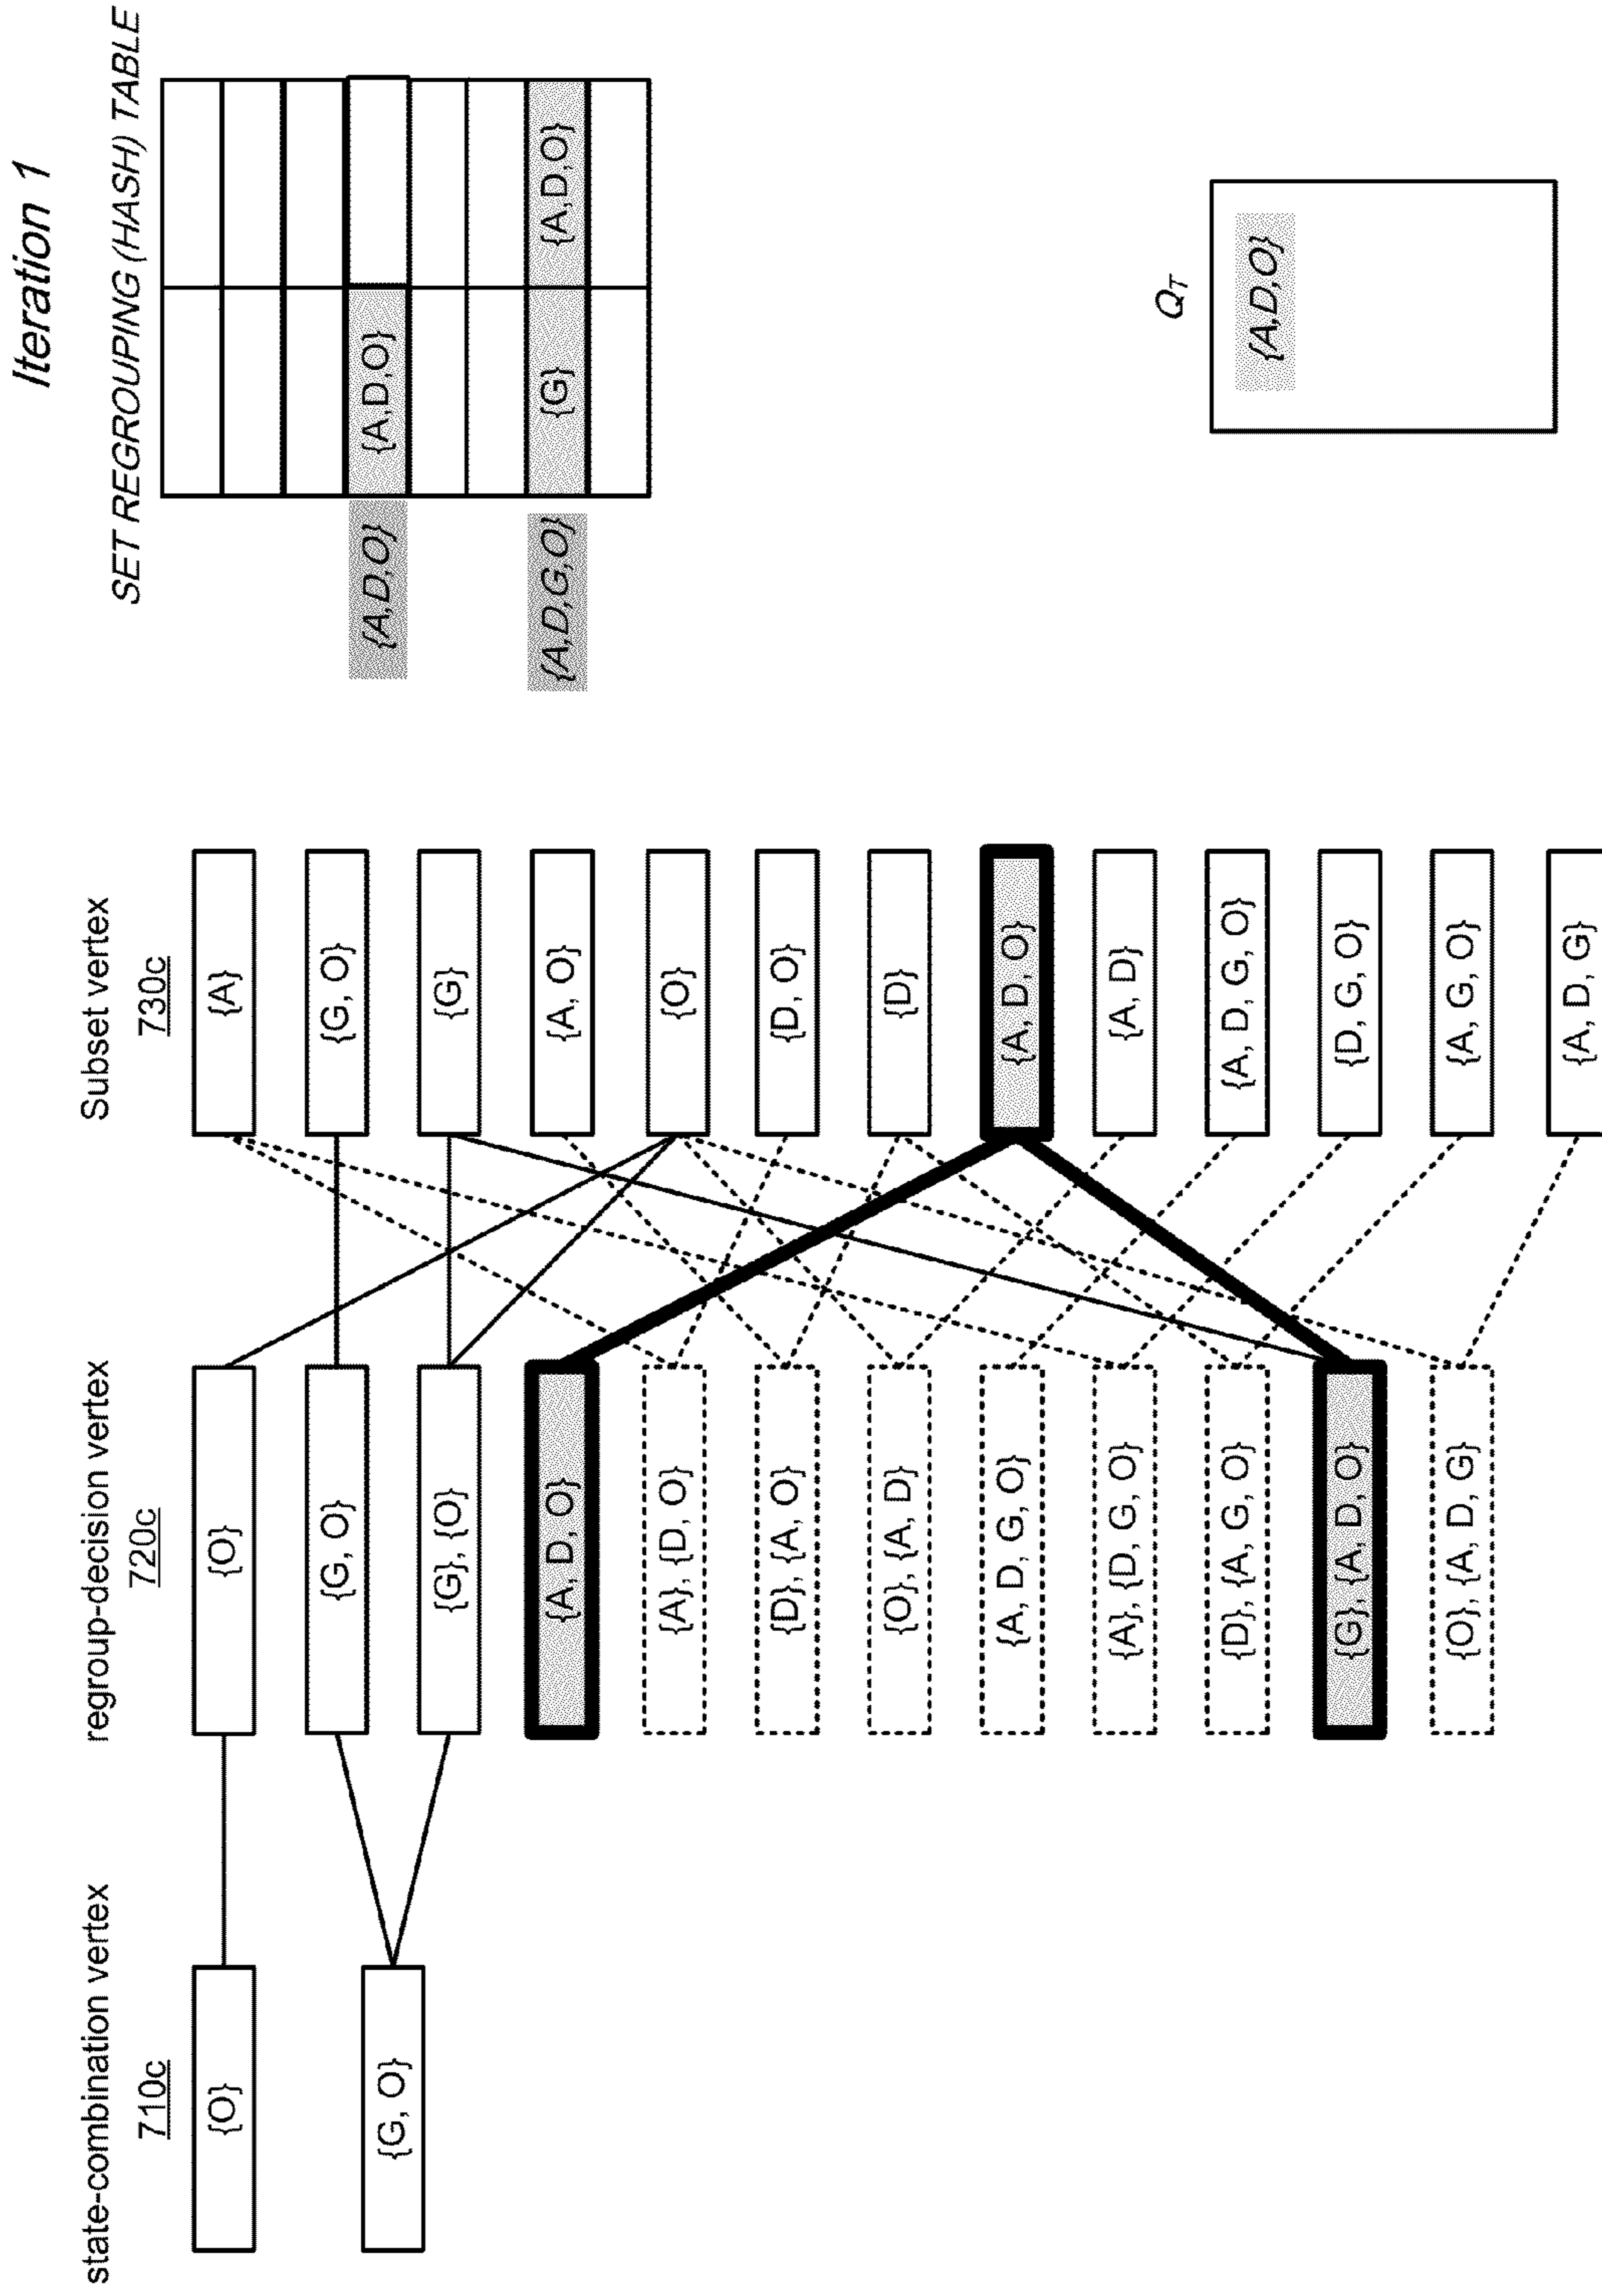 Iteration 1
SET REGROUPING (HASH) TABLE
{A,D,O}
{A,D,O}
{A,D,G,O}
{G}
{A,D,O}
Q_T
{A,D,O}
state-combination vertex
710c
{O}
{G, O}
regroup-decision vertex
720c
{O}
{G, O}
{G}, {O}
{A, D, O}
{A}, {D, O}
{D}, {A, O}
{O}, {A, D}
{A, D, G, O}
{A}, {D, G, O}
{D}, {A, G, O}
{G}, {A, D, O}
{O}, {A, D, G}
Subset vertex
730c
{A}
{G, O}
{G}
{A, O}
{O}
{D, O}
{D}
{A, D, O}
{A, D}
{A, D, G, O}
{D, G, O}
{A, G, O}
{A, D, G}